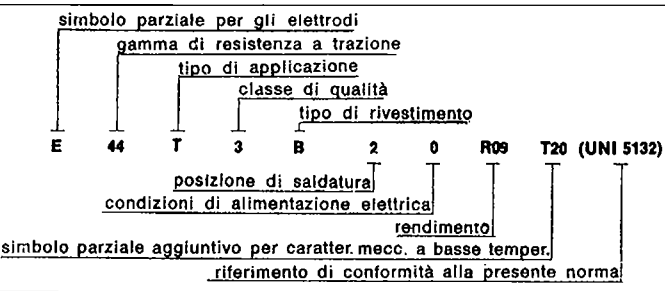 simbolo parziale per gli elettrodi
gamma di resistenza a trazione
tipo di applicazione
classe di qualità
tipo di rivestimento
E 44 T 3 B 2 0 R09 T20 (UNI 5132)
posizione di saldatura
condizioni di alimentazione elettrica
rendimento
simbolo parziale aggiuntivo per caratter. mecc. a basse temper.
riferimento di conformità alla presente norma